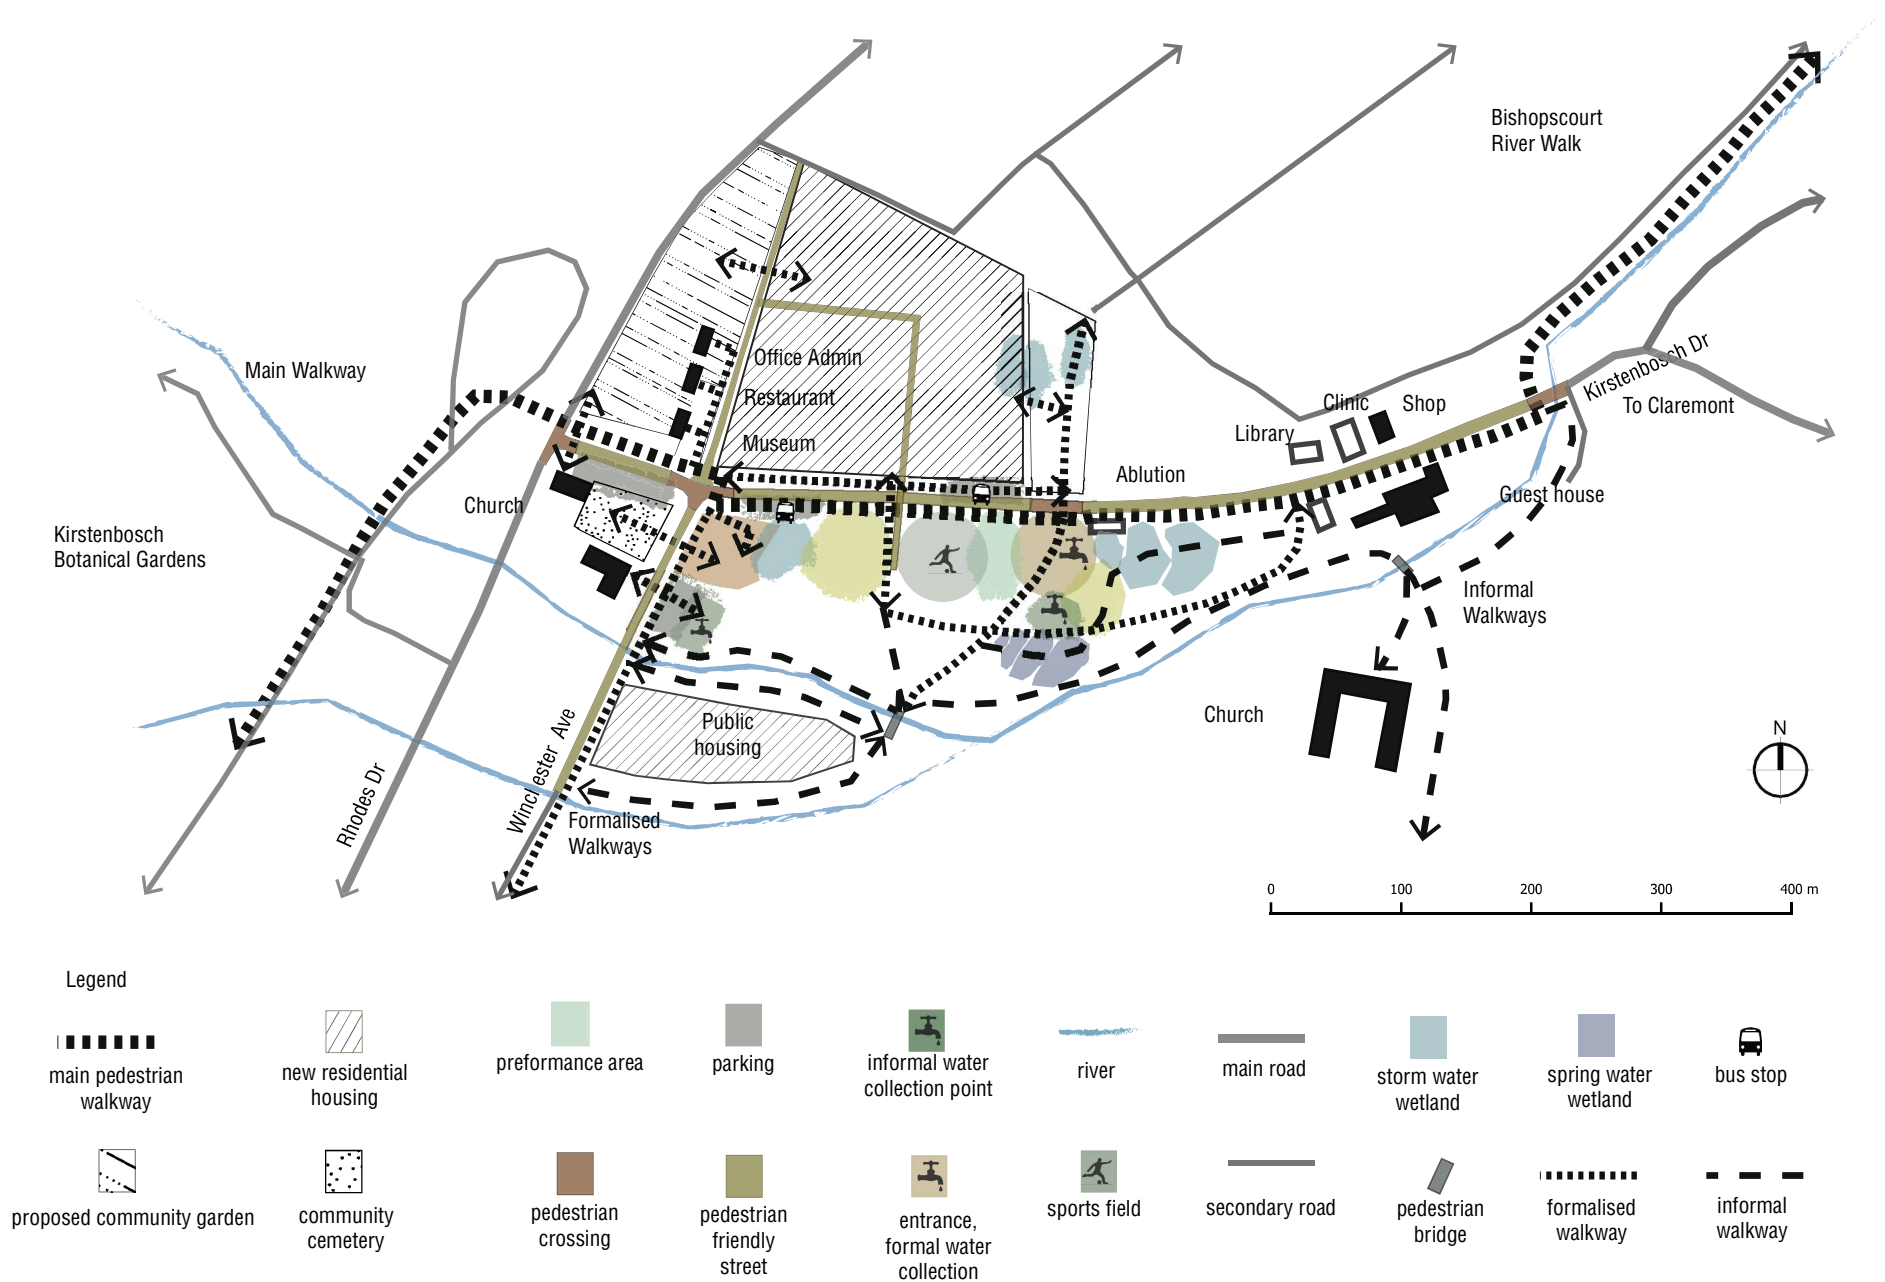 Bishopscourt
River Walk
Main Walkway
Office Admin
Restaurant
Museum
Kirstenbosch Dr
To Claremont
Clinic
Shop
Library
Ablution
Guest house
Church
Kirstenbosch
Botanical Gardens
Informal
Walkways
Church
Public
housing
Winchester Ave
Rhodes Dr
Formalised
Walkways
N
0 100 200 300 400 m
Legend
main pedestrian
walkway
new residential
housing
preformance area
parking
informal water
collection point
river
main road
storm water
wetland
spring water
wetland
bus stop
proposed community garden
community
cemetery
pedestrian
crossing
pedestrian
friendly
street
entrance,
formal water
collection
sports field
secondary road
pedestrian
bridge
formalised
walkway
informal
walkway